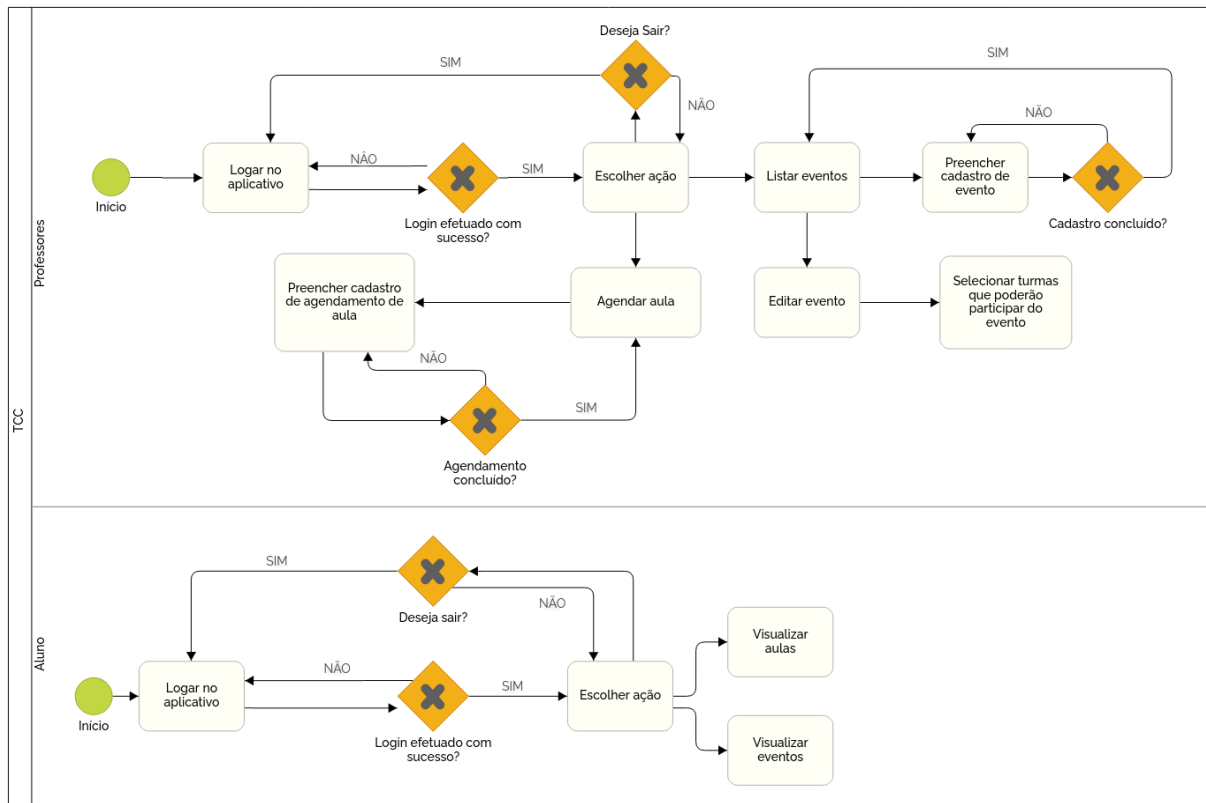 TCC
Professores
Deseja Sair?
SIM
NÃO
SIM
NÃO
Início
Logar no
aplicativo
NÃO
Login efetuado com
sucesso?
SIM
Escolher ação
Listar eventos
Preencher
cadastro de
evento
Cadastro concluído?
Preencher cadastro
de agendamento de
aula
Agendar aula
Editar evento
Selecionar turmas
que poderão
participar do
evento
NÃO
SIM
Agendamento
concluído?
Aluno
SIM
Deseja sair?
NÃO
Visualizar
aulas
Início
Logar no
aplicativo
NÃO
Login efetuado com
sucesso?
SIM
Escolher ação
Visualizar
eventos